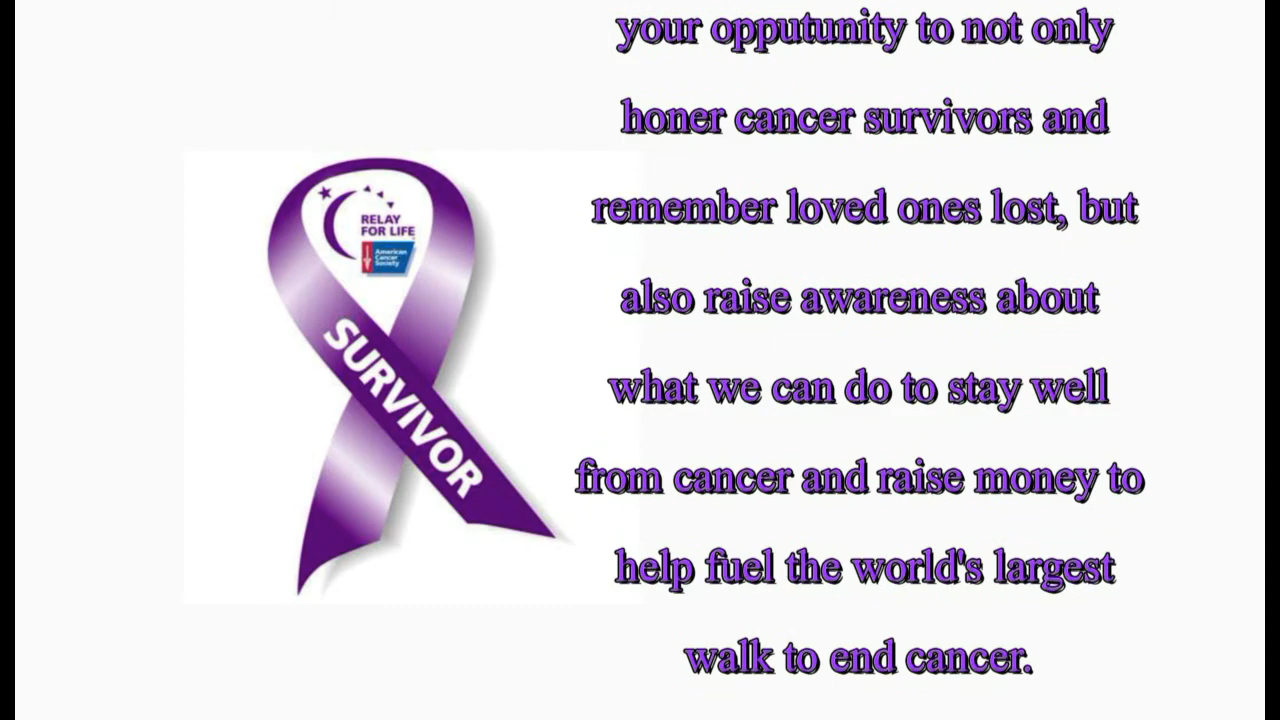 RELAY
FOR LIFE
American
Cancer
Society
SURVIVOR
your opputunity to not only
honer cancer survivors and
remember loved ones lost, but
also raise awareness about
what we can do to stay well
from cancer and raise money to
help fuel the world's largest
walk to end cancer.